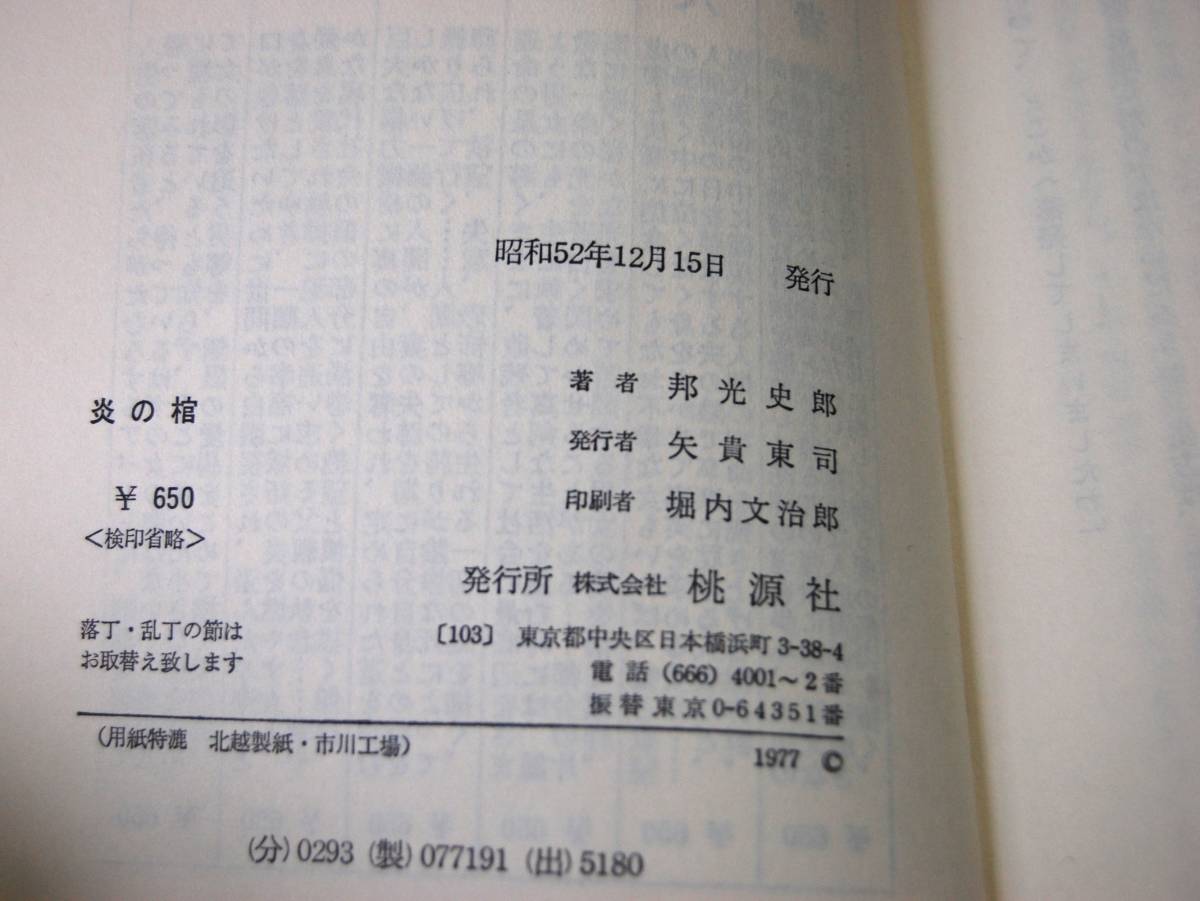 昭和52年12月15日 発行
著者 邦光史郎
発行者 矢貴東司
印刷者 堀内文治郎
発行所 株式会社 桃源社
〔103〕 東京都中央区日本橋浜町3-38-4
電話(666)4001〜2番
振替東京0-64351番
炎の棺
¥ 650
<検印省略>
落丁・乱丁の節は
お取替え致します
(用紙特漉 北越製紙・市川工場)
1977 ©
(分)0293 (製)077191 (出)5180